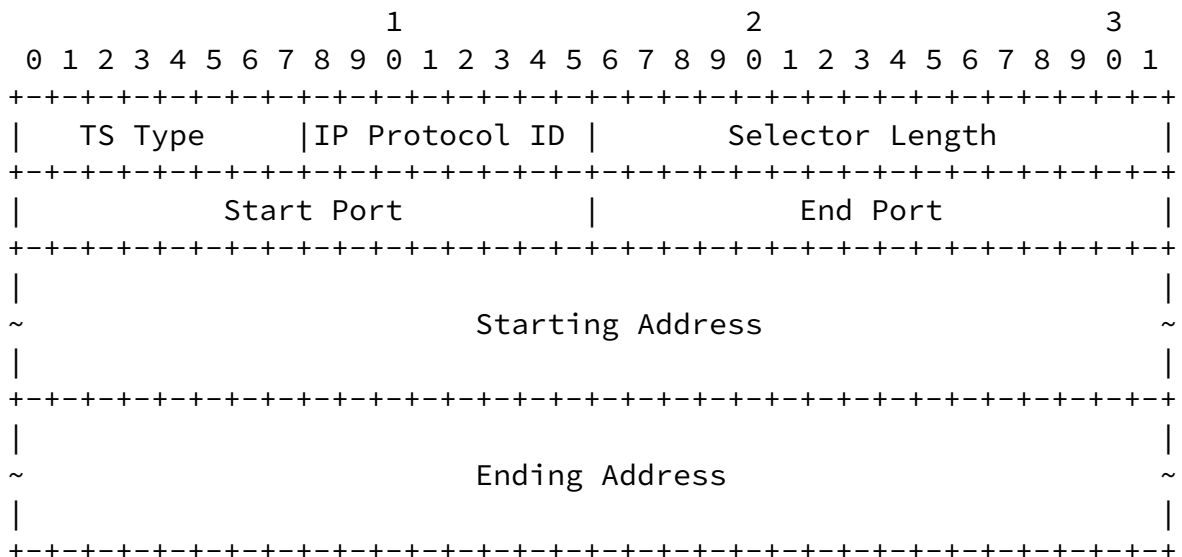 1                   2                   3
 0 1 2 3 4 5 6 7 8 9 0 1 2 3 4 5 6 7 8 9 0 1 2 3 4 5 6 7 8 9 0 1
+-+-+-+-+-+-+-+-+-+-+-+-+-+-+-+-+-+-+-+-+-+-+-+-+-+-+-+-+-+-+-+-+
|   TS Type     |IP Protocol ID |       Selector Length         |
+-+-+-+-+-+-+-+-+-+-+-+-+-+-+-+-+-+-+-+-+-+-+-+-+-+-+-+-+-+-+-+-+
|           Start Port          |           End Port            |
+-+-+-+-+-+-+-+-+-+-+-+-+-+-+-+-+-+-+-+-+-+-+-+-+-+-+-+-+-+-+-+-+
|                                                               |
~                         Starting Address                      ~
|                                                               |
+-+-+-+-+-+-+-+-+-+-+-+-+-+-+-+-+-+-+-+-+-+-+-+-+-+-+-+-+-+-+-+-+
|                                                               |
~                         Ending Address                        ~
|                                                               |
+-+-+-+-+-+-+-+-+-+-+-+-+-+-+-+-+-+-+-+-+-+-+-+-+-+-+-+-+-+-+-+-+